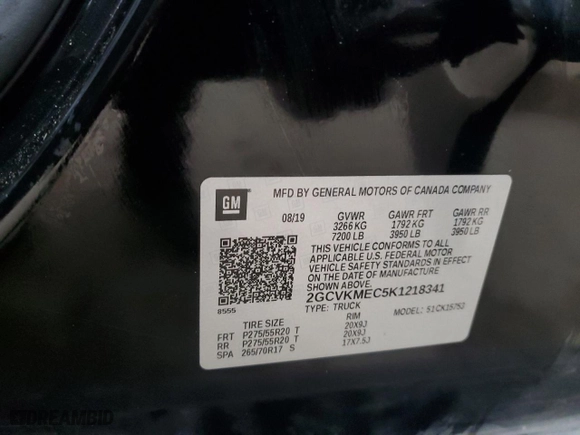 GM
MFD BY GENERAL MOTORS OF CANADA COMPANY
08/19 GVWR GAWR FRT GAWR RR
3266 KG 1792 KG 1792 KG
7200 LB 3950 LB 3950 LB
THIS VEHICLE CONFORMS TO ALL
APPLICABLE U.S. FEDERAL MOTOR
VEHICLE SAFETY STANDARDS IN EFFECT
ON THE DATE OF MANUFACTURE
SHOWN ABOVE.
2GCVKMEC5K1218341
8555 TYPE: TRUCK MODEL:
TIRE SIZE RIM
FRT P275/55R20 T 20X9J
RR P275/55R20 T 20X9J
SPA 265/70R17 S 17X7.5J
DREAMBID